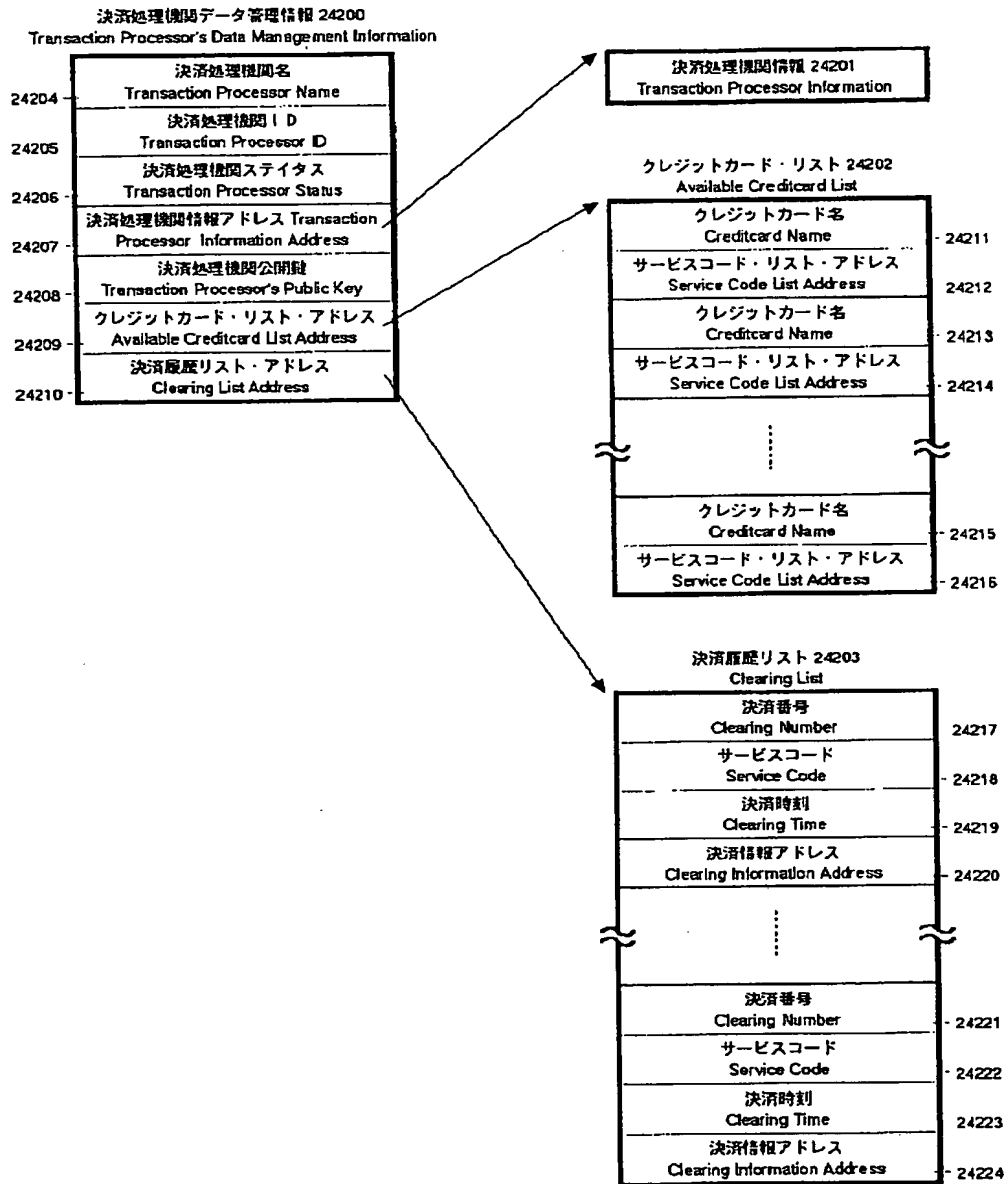 決済処理機関データ管理情報 24200
Transaction Processor's Data Management Information
決済処理機関名
Transaction Processor Name
24204
決済処理機関ID
Transaction Processor ID
24205
決済処理機関ステイタス
Transaction Processor Status
24206
決済処理機関情報アドレス Transaction
Processor Information Address
24207
決済処理機関公開鍵
Transaction Processor's Public Key
24208
クレジットカード・リスト・アドレス
Available Creditcard List Address
24209
決済履歴リスト・アドレス
Clearing List Address
24210
決済処理機関情報 24201
Transaction Processor Information
クレジットカード・リスト 24202
Available Creditcard List
クレジットカード名
Creditcard Name
24211
サービスコード・リスト・アドレス
Service Code List Address
24212
クレジットカード名
Creditcard Name
24213
サービスコード・リスト・アドレス
Service Code List Address
24214
クレジットカード名
Creditcard Name
24215
サービスコード・リスト・アドレス
Service Code List Address
24216
決済履歴リスト 24203
Clearing List
決済番号
Clearing Number
24217
サービスコード
Service Code
24218
決済時刻
Clearing Time
24219
決済情報アドレス
Clearing Information Address
24220
決済番号
Clearing Number
24221
サービスコード
Service Code
24222
決済時刻
Clearing Time
24223
決済情報アドレス
Clearing Information Address
24224